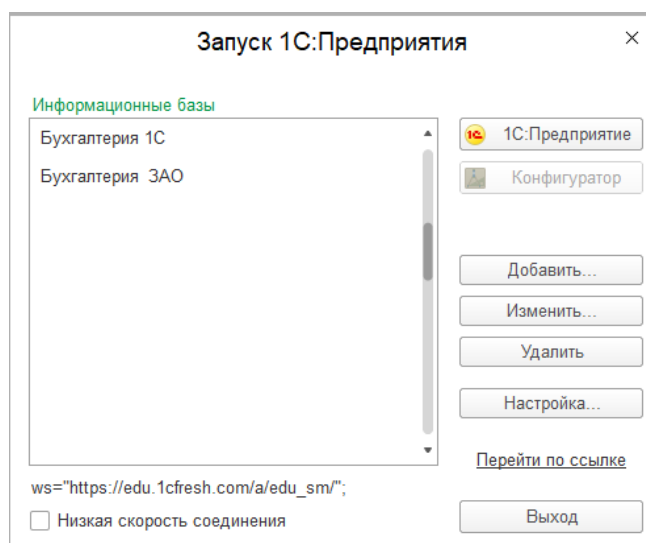 Запуск 1С:Предприятия
Информационные базы
Бухгалтерия 1С
Бухгалтерия ЗАО
1С:Предприятие
Конфигуратор
Добавить...
Изменить...
Удалить
Настройка...
Перейти по ссылке
ws="https://edu.1cfresh.com/a/edu_sm/";
Низкая скорость соединения
Выход